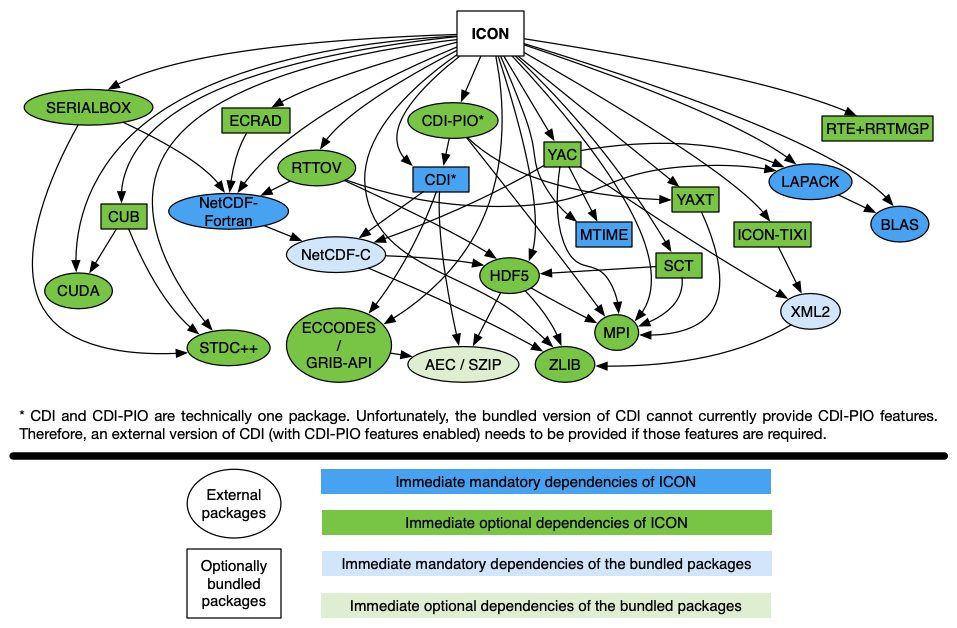 ICON
SERIALBOX
ECRAD
CDI-PIO*
RTE+RRTMGP
YAC
RTTOV
CDI*
LAPACK
YAXT
NetCDF-
Fortran
CUB
MTIME
ICON-TIXI
BLAS
NetCDF-C
SCT
HDF5
CUDA
XML2
ECCODES
/
GRIB-API
MPI
STDC++
AEC / SZIP
ZLIB
* CDI and CDI-PIO are technically one package. Unfortunately, the bundled version of CDI cannot currently provide CDI-PIO features.
Therefore, an external version of CDI (with CDI-PIO features enabled) needs to be provided if those features are required.
External
packages
Immediate mandatory dependencies of ICON
Immediate optional dependencies of ICON
Optionally
bundled
packages
Immediate mandatory dependencies of the bundled packages
Immediate optional dependencies of the bundled packages